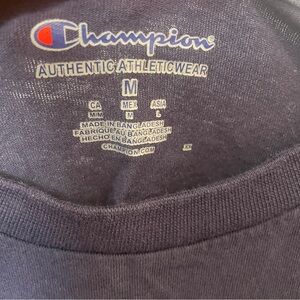 Champion
AUTHENTIC ATHLETICWEAR
M
CA MEX ASIA
M/M M L
MADE IN BANGLADESH
FABRIQUÉ AU BANGLADESH
HECHO EN BANGLADESH
CHAMPION.COM